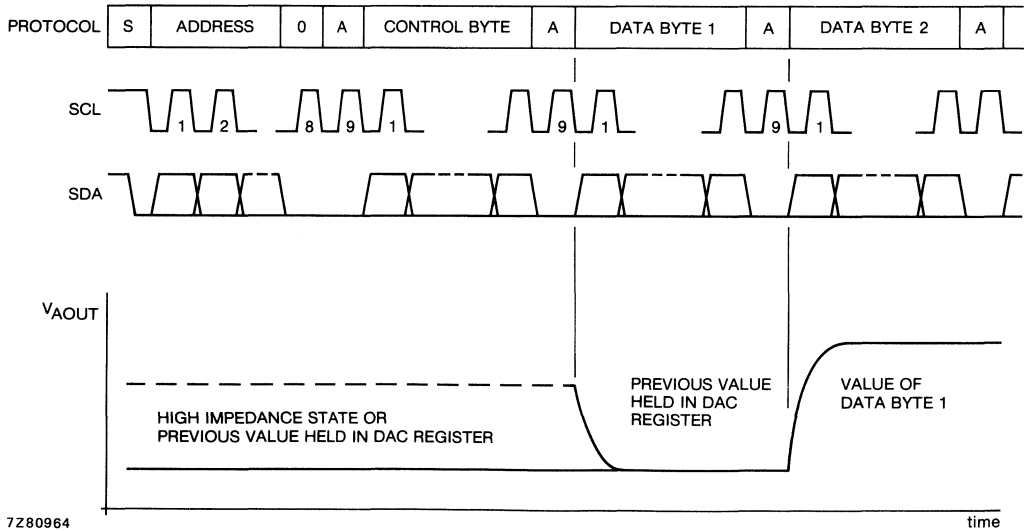 PROTOCOL S ADDRESS 0 A CONTROL BYTE A DATA BYTE 1 A DATA BYTE 2 A
SCL 1 2 8 9 1 9 1 9 1
SDA
VAOUT
HIGH IMPEDANCE STATE OR
PREVIOUS VALUE HELD IN DAC REGISTER
PREVIOUS VALUE
HELD IN DAC
REGISTER
VALUE OF
DATA BYTE 1
7Z80964
time